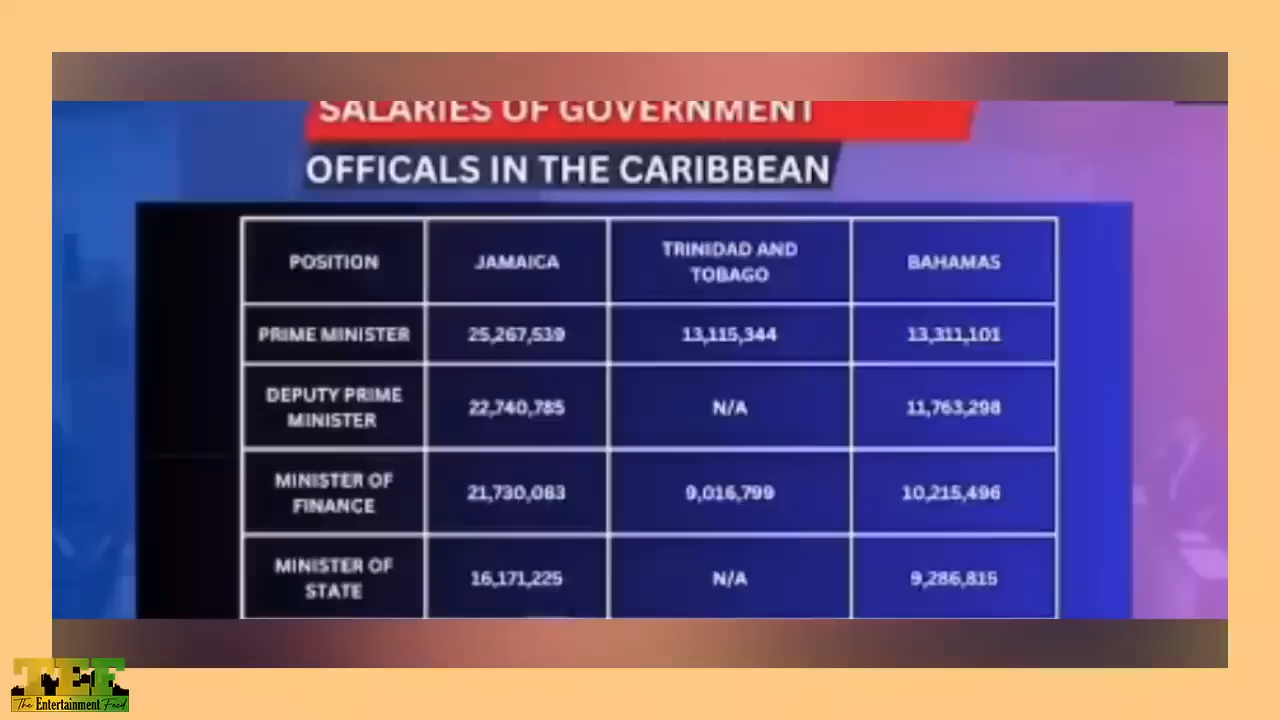 SALARIES OF GOVERNMENT
OFFICALS IN THE CARIBBEAN
POSITION
JAMAICA
TRINIDAD AND
TOBAGO
BAHAMAS
PRIME MINISTER
25,267,539
13,115,344
13,311,101
DEPUTY PRIME
MINISTER
22,740,785
N/A
11,763,298
MINISTER OF
FINANCE
21,730,083
9,016,799
10,215,496
MINISTER OF
STATE
16,171,225
N/A
9,286,815
TEF
The Entertainment Feed